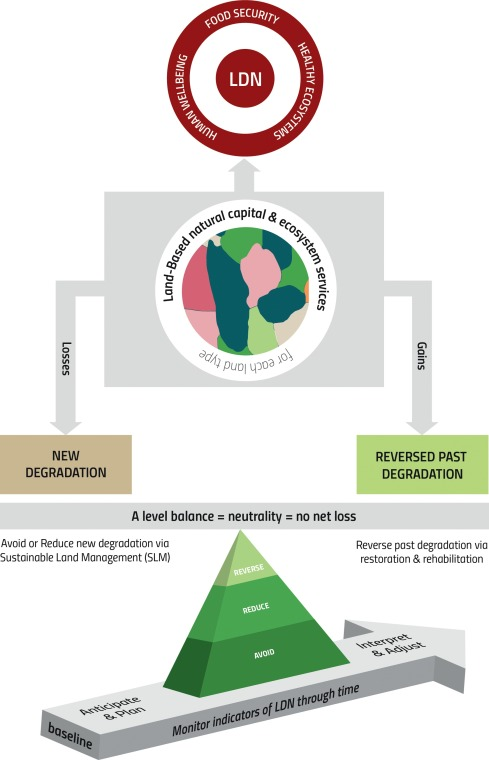 FOOD SECURITY
HUMAN WELLBEING
HEALTHY ECOSYSTEMS
LDN
Land-Based natural capital & ecosystem services
for each land type
Losses
Gains
NEW
DEGRADATION
REVERSED PAST
DEGRADATION
A level balance = neutrality = no net loss
Avoid or Reduce new degradation via
Sustainable Land Management (SLM)
Reverse past degradation via
restoration & rehabilitation
REVERSE
REDUCE
AVOID
Interpret
& Adjust
Anticipate
& Plan
Monitor indicators of LDN through time
baseline